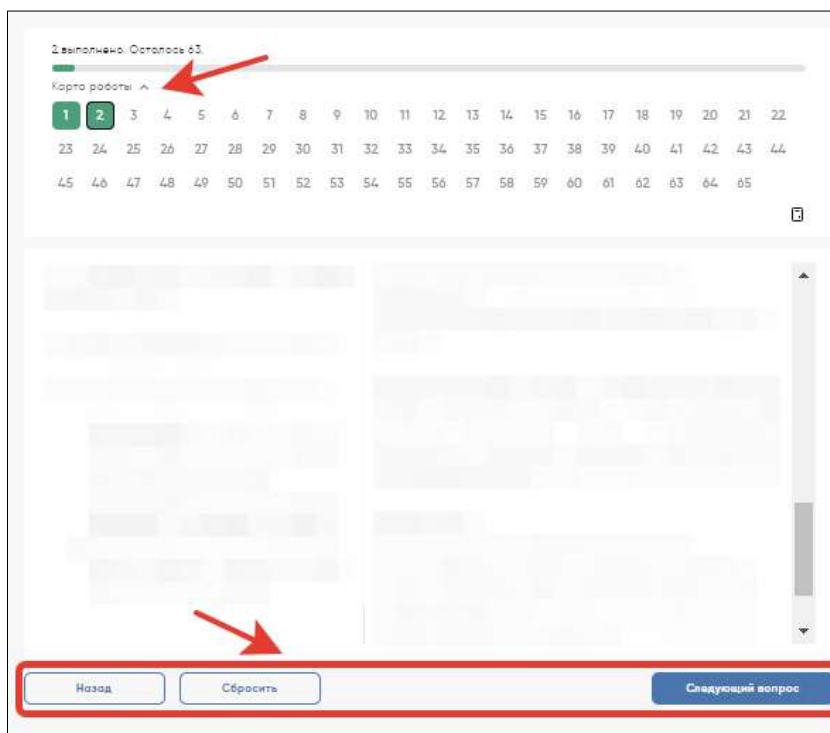 2 выполнено. Осталось 63.
Карта работы
1 2 3 4 5 6 7 8 9 10 11 12 13 14 15 16 17 18 19 20 21 22
23 24 25 26 27 28 29 30 31 32 33 34 35 36 37 38 39 40 41 42 43 44
45 46 47 48 49 50 51 52 53 54 55 56 57 58 59 60 61 62 63 64 65
Назад Сбросить Следующий вопрос